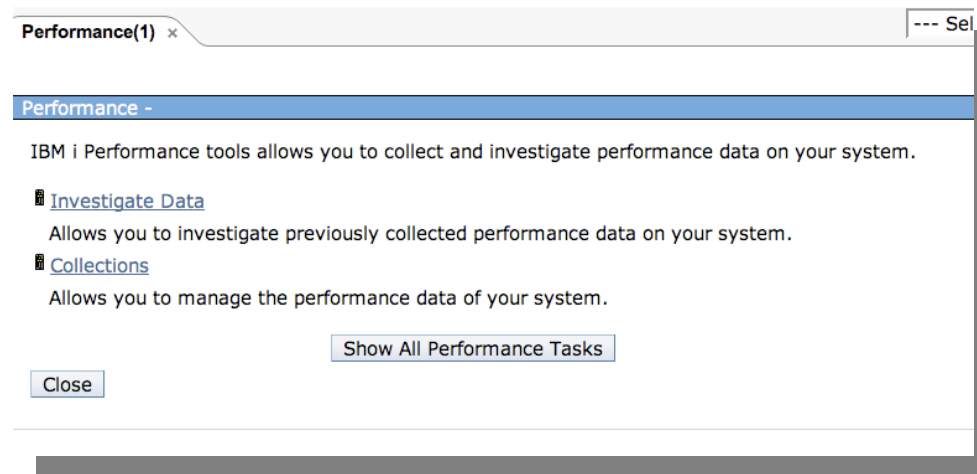 Performance(1) ×
--- Sel
Performance -
IBM i Performance tools allows you to collect and investigate performance data on your system.
Investigate Data
Allows you to investigate previously collected performance data on your system.
Collections
Allows you to manage the performance data of your system.
Show All Performance Tasks
Close